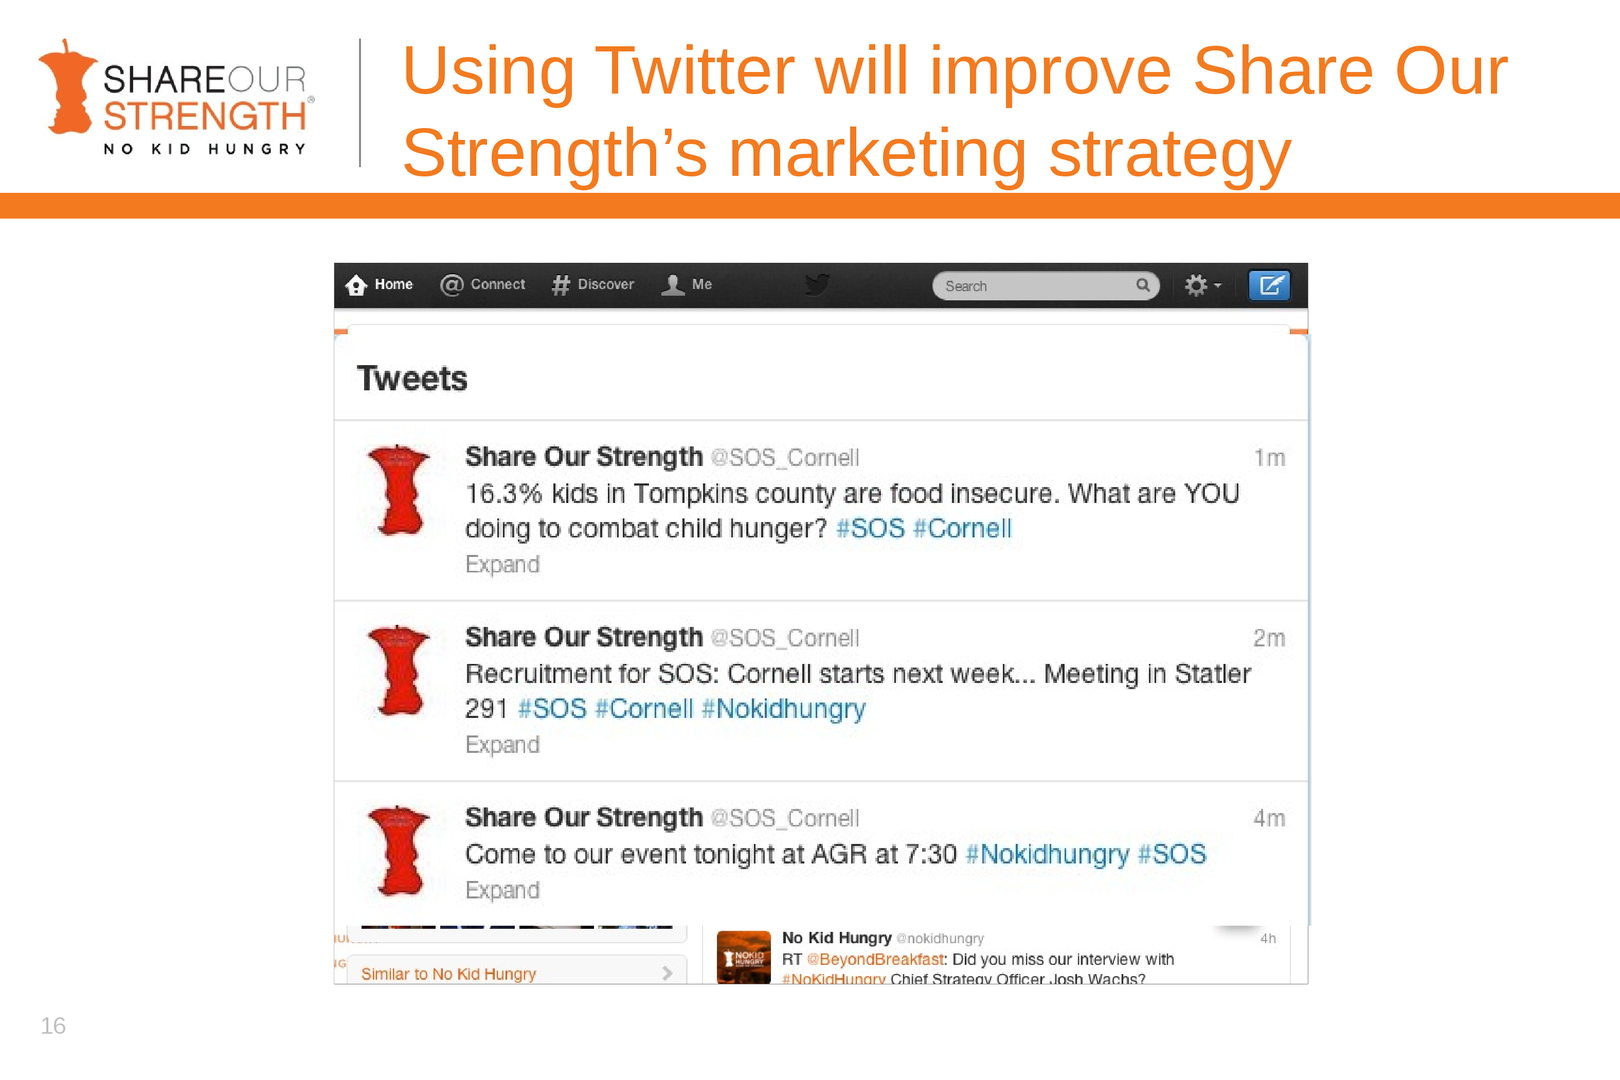 SHAREOUR
STRENGTH®
NO KID HUNGRY
Using Twitter will improve Share Our
Strength’s marketing strategy
Home @ Connect # Discover Me Search
Tweets
Share Our Strength @SOS_Cornell 1m
16.3% kids in Tompkins county are food insecure. What are YOU
doing to combat child hunger? #SOS #Cornell
Expand
Share Our Strength @SOS_Cornell 2m
Recruitment for SOS: Cornell starts next week... Meeting in Statler
291 #SOS #Cornell #Nokidhungry
Expand
Share Our Strength @SOS_Cornell 4m
Come to our event tonight at AGR at 7:30 #Nokidhungry #SOS
Expand
Similar to No Kid Hungry
NOKID
HUNGRY
No Kid Hungry @nokidhungry 4h
RT @BeyondBreakfast: Did you miss our interview with
#NoKidHungry Chief Strategy Officer Josh Wachs?
16